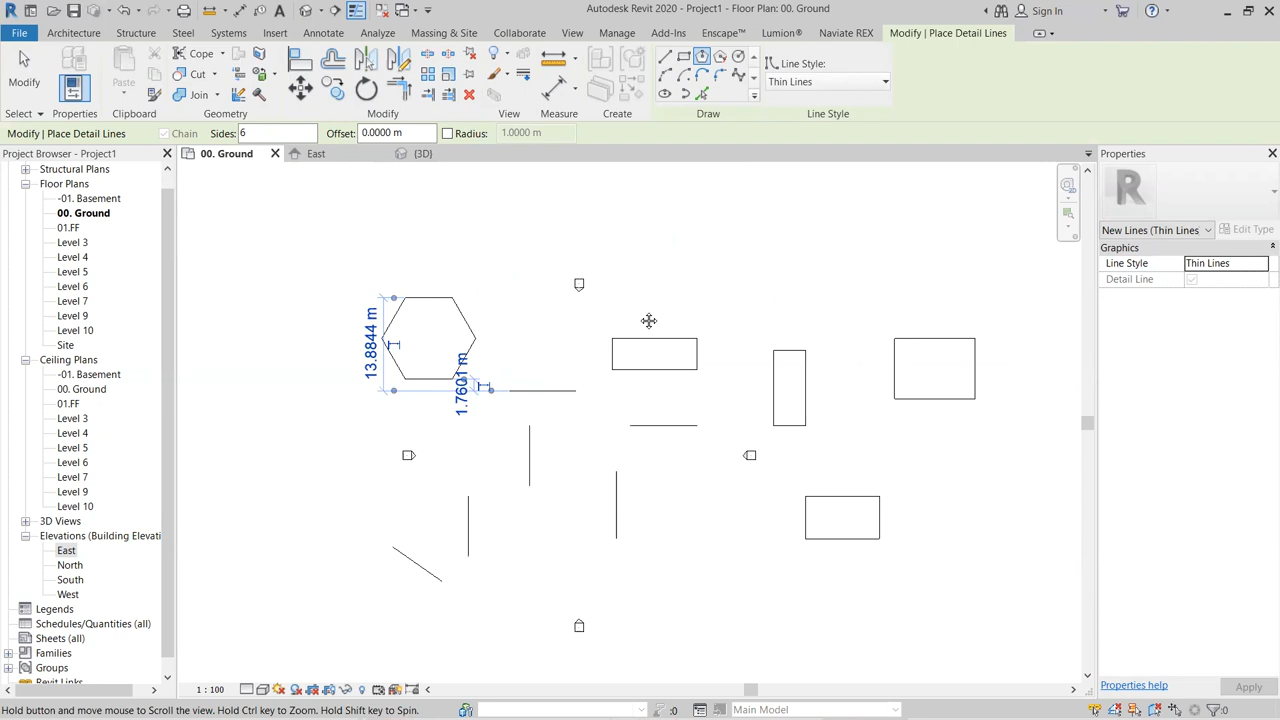 Autodesk Revit 2020 - Project1 - Floor Plan: 00. Ground
Sign In
File Architecture Structure Steel Systems Insert Annotate Analyze Massing & Site Collaborate View Manage Add-Ins Enscape™ Lumion® Naviate REX Modify | Place Detail Lines
Modify
Paste
Cope
Cut
Join
Line Style:
Thin Lines
Select Properties Clipboard Geometry Modify View Measure Create Draw Line Style
Modify | Place Detail Lines Chain Sides: 6 Offset: 0.0000 m Radius: 1.0000 m
Project Browser - Project1
00. Ground
East
(3D)
Properties
Structural Plans
Floor Plans
-01. Basement
00. Ground
01.FF
Level 3
Level 4
Level 5
Level 6
Level 7
Level 9
Level 10
Site
Ceiling Plans
-01. Basement
00. Ground
01.FF
Level 3
Level 4
Level 5
Level 6
Level 7
Level 9
Level 10
3D Views
Elevations (Building Elevati
East
North
South
West
Legends
Schedules/Quantities (all)
Sheets (all)
Families
Groups
Revit Links
13.8844 m
1.7601 m
R
New Lines (Thin Lines Edit Type
Graphics
Line Style Thin Lines
Detail Line
Properties help
Apply
1 : 100
Hold button and move mouse to Scroll the view. Hold Ctrl key to Zoom. Hold Shift key to Spin.
:0
Main Model
:0